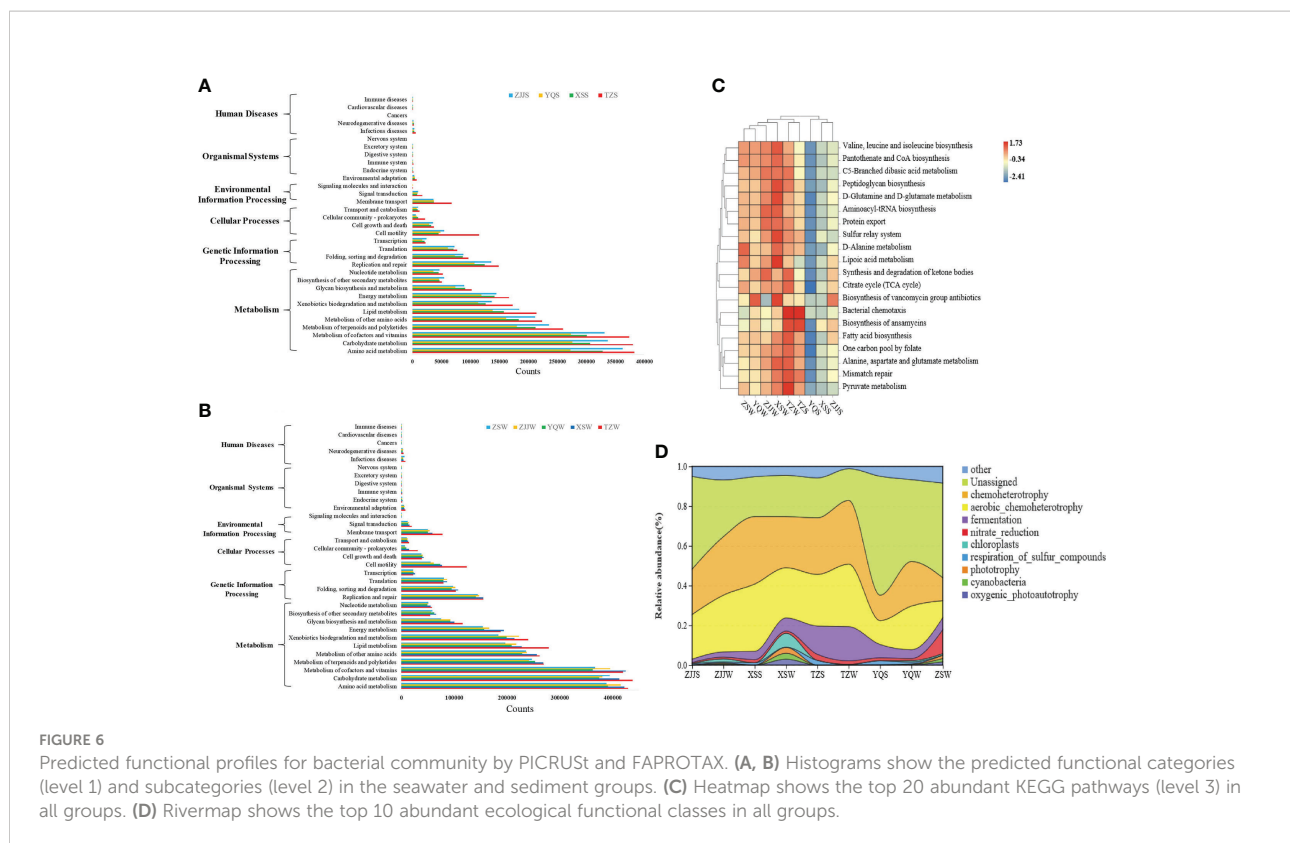 A
ZJJS YQS XSS TZS
Human Diseases
Immune diseases
Cardiovascular diseases
Cancers
Neurodegenerative diseases
Infectious diseases
Organismal Systems
Nervous system
Excretory system
Digestive system
Immune system
Endocrine system
Environmental adaptation
Environmental
Information Processing
Signaling molecules and interaction
Signal transduction
Membrane transport
Cellular Processes
Transport and catabolism
Cellular community - prokaryotes
Cell growth and death
Cell motility
Genetic Information
Processing
Transcription
Translation
Folding, sorting and degradation
Replication and repair
Metabolism
Nucleotide metabolism
Biosynthesis of other secondary metabolites
Glycan biosynthesis and metabolism
Energy metabolism
Xenobiotics biodegradation and metabolism
Lipid metabolism
Metabolism of other amino acids
Metabolism of terpenoids and polyketides
Metabolism of cofactors and vitamins
Carbohydrate metabolism
Amino acid metabolism
0 50000 100000 150000 200000 250000 300000 350000 400000
Counts
B
ZSW ZJJW YQW XSW TZW
Human Diseases
Immune diseases
Cardiovascular diseases
Cancers
Neurodegenerative diseases
Infectious diseases
Organismal Systems
Nervous system
Excretory system
Digestive system
Immune system
Endocrine system
Environmental adaptation
Environmental
Information Processing
Signaling molecules and interaction
Signal transduction
Membrane transport
Cellular Processes
Transport and catabolism
Cellular community - prokaryotes
Cell growth and death
Cell motility
Genetic Information
Processing
Transcription
Translation
Folding, sorting and degradation
Replication and repair
Metabolism
Nucleotide metabolism
Biosynthesis of other secondary metabolites
Glycan biosynthesis and metabolism
Energy metabolism
Xenobiotics biodegradation and metabolism
Lipid metabolism
Metabolism of other amino acids
Metabolism of terpenoids and polyketides
Metabolism of cofactors and vitamins
Carbohydrate metabolism
Amino acid metabolism
0 100000 200000 300000 400000
Counts
C
Valine, leucine and isoleucine biosynthesis
Pantothenate and CoA biosynthesis
C5-Branched dibasic acid metabolism
Peptidoglycan biosynthesis
D-Glutamine and D-glutamate metabolism
Aminoacyl-tRNA biosynthesis
Protein export
Sulfur relay system
D-Alanine metabolism
Lipoic acid metabolism
Synthesis and degradation of ketone bodies
Citrate cycle (TCA cycle)
Biosynthesis of vancomycin group antibiotics
Bacterial chemotaxis
Biosynthesis of ansamycins
Fatty acid biosynthesis
One carbon pool by folate
Alanine, aspartate and glutamate metabolism
Mismatch repair
Pyruvate metabolism
1.73
-0.34
-2.41
ZSW YQW ZJJW XSW TZW TZS YQS XSS ZJJS
D
Relative abundance(%)
1.0
0.8
0.6
0.4
0.2
0.0
ZJJS ZJJW XSS XSW TZS TZW YQS YQW ZSW
other
Unassigned
chemoheterotrophy
aerobic_chemoheterotrophy
fermentation
nitrate_reduction
chloroplasts
respiration_of_sulfur_compounds
phototrophy
cyanobacteria
oxygenic_photoautotrophy
FIGURE 6
Predicted functional profiles for bacterial community by PICRUSt and FAPROTAX. (A, B) Histograms show the predicted functional categories
(level 1) and subcategories (level 2) in the seawater and sediment groups. (C) Heatmap shows the top 20 abundant KEGG pathways (level 3) in
all groups. (D) Rivermap shows the top 10 abundant ecological functional classes in all groups.